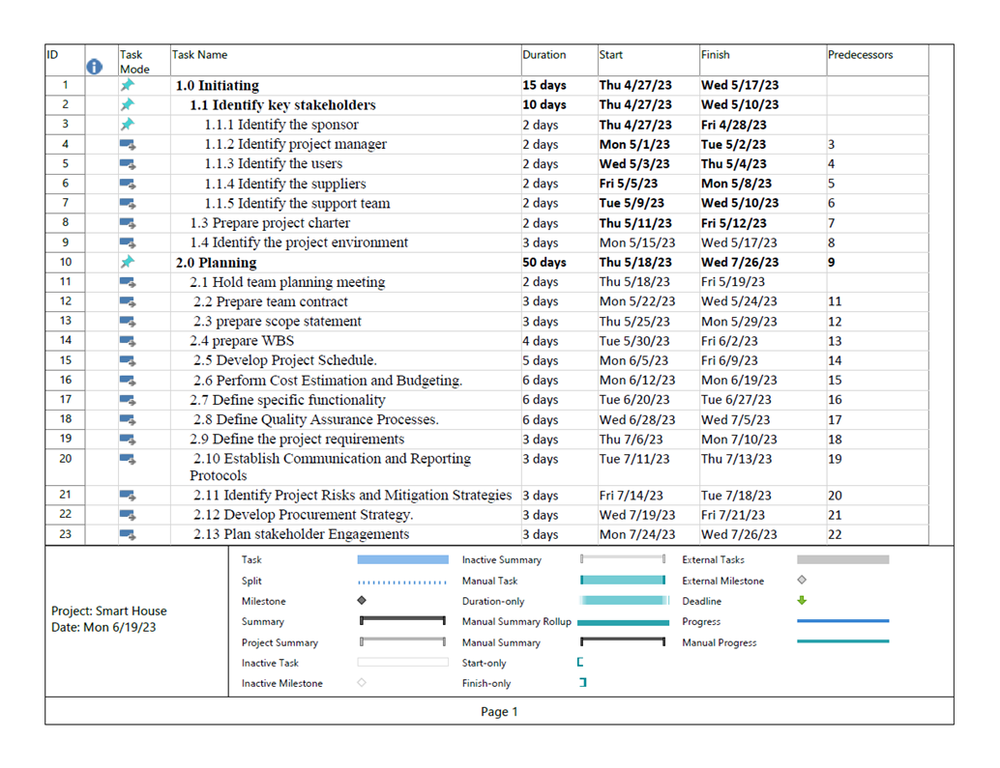 ID Task Mode Task Name Duration Start Finish Predecessors
1 1.0 Initiating 15 days Thu 4/27/23 Wed 5/17/23
2 1.1 Identify key stakeholders 10 days Thu 4/27/23 Wed 5/10/23
3 1.1.1 Identify the sponsor 2 days Thu 4/27/23 Fri 4/28/23
4 1.1.2 Identify project manager 2 days Mon 5/1/23 Tue 5/2/23 3
5 1.1.3 Identify the users 2 days Wed 5/3/23 Thu 5/4/23 4
6 1.1.4 Identify the suppliers 2 days Fri 5/5/23 Mon 5/8/23 5
7 1.1.5 Identify the support team 2 days Tue 5/9/23 Wed 5/10/23 6
8 1.3 Prepare project charter 2 days Thu 5/11/23 Fri 5/12/23 7
9 1.4 Identify the project environment 3 days Mon 5/15/23 Wed 5/17/23 8
10 2.0 Planning 50 days Thu 5/18/23 Wed 7/26/23 9
11 2.1 Hold team planning meeting 2 days Thu 5/18/23 Fri 5/19/23
12 2.2 Prepare team contract 3 days Mon 5/22/23 Wed 5/24/23 11
13 2.3 prepare scope statement 3 days Thu 5/25/23 Mon 5/29/23 12
14 2.4 prepare WBS 4 days Tue 5/30/23 Fri 6/2/23 13
15 2.5 Develop Project Schedule. 5 days Mon 6/5/23 Fri 6/9/23 14
16 2.6 Perform Cost Estimation and Budgeting. 6 days Mon 6/12/23 Mon 6/19/23 15
17 2.7 Define specific functionality 6 days Tue 6/20/23 Tue 6/27/23 16
18 2.8 Define Quality Assurance Processes. 6 days Wed 6/28/23 Wed 7/5/23 17
19 2.9 Define the project requirements 3 days Thu 7/6/23 Mon 7/10/23 18
20 2.10 Establish Communication and Reporting 3 days Tue 7/11/23 Thu 7/13/23 19
Protocols
21 2.11 Identify Project Risks and Mitigation Strategies 3 days Fri 7/14/23 Tue 7/18/23 20
22 2.12 Develop Procurement Strategy. 3 days Wed 7/19/23 Fri 7/21/23 21
23 2.13 Plan stakeholder Engagements 3 days Mon 7/24/23 Wed 7/26/23 22
Project: Smart House
Date: Mon 6/19/23
Task Inactive Summary External Tasks
Split Manual Task External Milestone
Milestone Duration-only Deadline
Summary Manual Summary Rollup Progress
Project Summary Manual Summary Manual Progress
Inactive Task Start-only
Inactive Milestone Finish-only
Page 1